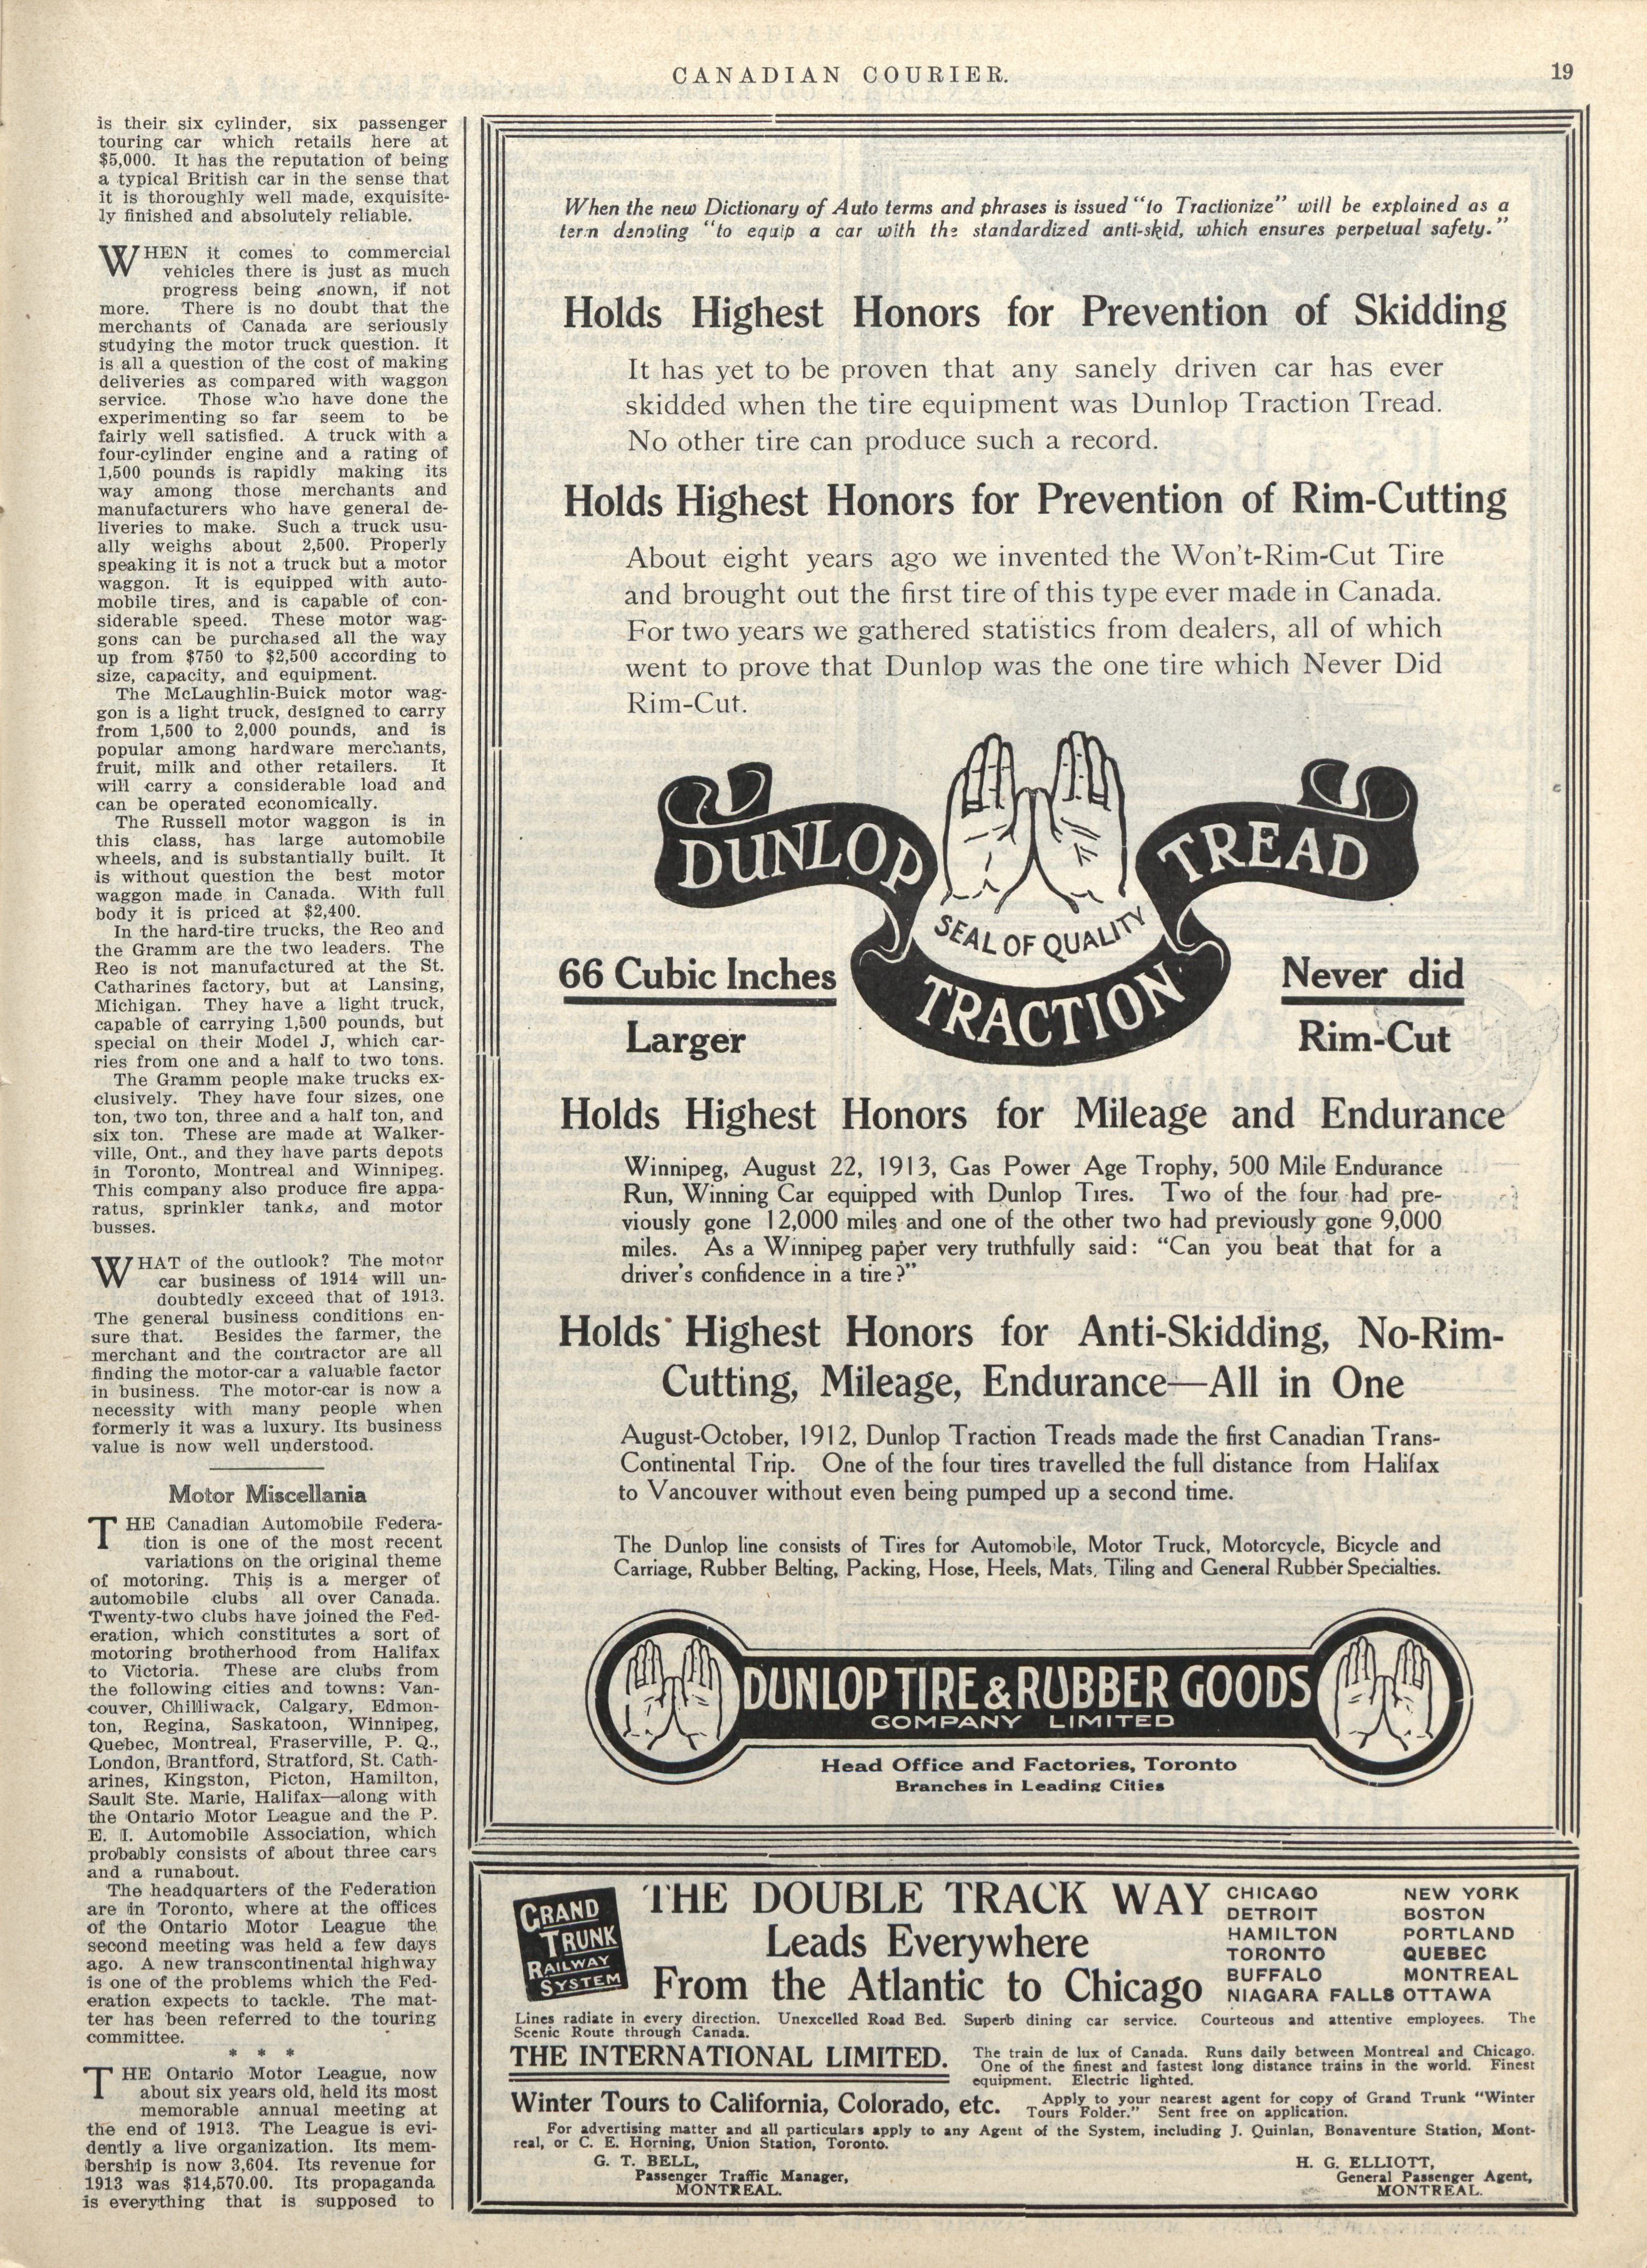 CANADIAN COURIER.
19
is their six cylinder, six passenger
touring car which retails here at
$5,000. It has the reputation of being
a typical British car in the sense that
it is thoroughly well made, exquisite-
ly finished and absolutely reliable.
WHEN it comes to commercial
vehicles there is just as much
progress being snown, if not
more. There is no doubt that the
merchants of Canada are seriously
studying the motor truck question. It
is all a question of the cost of making
deliveries as compared with waggon
service. Those who have done the
experimenting so far seem to be
fairly well satisfied. A truck with a
four-cylinder engine and a rating of
1,500 pounds is rapidly making its
way among those merchants and
manufacturers who have general de-
liveries to make. Such a truck usu-
ally weighs about 2,500. Properly
speaking it is not a truck but a motor
waggon. It is equipped with auto-
mobile tires, and is capable of con-
siderable speed. These motor wag-
gons can be purchased all the way
up from $750 to $2,500 according to
size, capacity, and equipment.
The McLaughlin-Buick motor wag-
gon is a light truck, designed to carry
from 1,500 to 2,000 pounds, and is
popular among hardware merchants,
fruit, milk and other retailers. It
will carry a considerable load and
can be operated economically.
The Russell motor waggon is in
this class, has large automobile
wheels, and is substantially built. It
is without question the best motor
waggon made in Canada. With full
body it is priced at $2,400.
In the hard-tire trucks, the Reo and
the Gramm are the two leaders. The
Reo is not manufactured at the St.
Catharines factory, but at Lansing,
Michigan. They have a light truck,
capable of carrying 1,500 pounds, but
special on their Model J, which car-
ries from one and a half to two tons.
The Gramm people make trucks ex-
clusively. They have four sizes, one
ton, two ton, three and a half ton, and
six ton. These are made at Walker-
ville, Ont., and they have parts depots
in Toronto, Montreal and Winnipeg.
This company also produce fire appa-
ratus, sprinkler tanks, and motor
busses.
WHAT of the outlook? The motor
car business of 1914 will un-
doubtedly exceed that of 1913.
The general business conditions en-
sure that. Besides the farmer, the
merchant and the contractor are all
finding the motor-car a valuable factor
in business. The motor-car is now a
necessity with many people when
formerly it was a luxury. Its business
value is now well understood.
Motor Miscellania
THE Canadian Automobile Federa-
tion is one of the most recent
variations on the original theme
of motoring. This is a merger of
automobile clubs all over Canada.
Twenty-two clubs have joined the Fed-
eration, which constitutes a sort of
motoring brotherhood from Halifax
to Victoria. These are clubs from
the following cities and towns: Van-
couver, Chilliwack, Calgary, Edmon-
ton, Regina, Saskatoon, Winnipeg,
Quebec, Montreal, Fraserville, P. Q.,
London, Brantford, Stratford, St. Cath-
arines, Kingston, Picton, Hamilton,
Sault Ste. Marie, Halifax—along with
the Ontario Motor League and the P.
E. I. Automobile Association, which
probably consists of about three cars
and a runabout.
The headquarters of the Federation
are in Toronto, where at the offices
of the Ontario Motor League the
second meeting was held a few days
ago. A new transcontinental highway
is one of the problems which the Fed-
eration expects to tackle. The mat-
ter has been referred to the touring
committee.
* * *
THE Ontario Motor League, now
about six years old, held its most
memorable annual meeting at
the end of 1913. The League is evi-
dently a live organization. Its mem-
bership is now 3,604. Its revenue for
1913 was $14,570.00. Its propaganda
is everything that is supposed to
When the new Dictionary of Auto terms and phrases is issued "to Tractionize" will be explained as a
term denoting "to equip a car with the standardized anti-skid, which ensures perpetual safety."
Holds Highest Honors for Prevention of Skidding
It has yet to be proven that any sanely driven car has ever
skidded when the tire equipment was Dunlop Traction Tread.
No other tire can produce such a record.
Holds Highest Honors for Prevention of Rim-Cutting
About eight years ago we invented the Won't-Rim-Cut Tire
and brought out the first tire of this type ever made in Canada.
For two years we gathered statistics from dealers, all of which
went to prove that Dunlop was the one tire which Never Did
Rim-Cut.
DUNLOP
TREAD
SEAL OF QUALITY
TRACTION
66 Cubic Inches
Larger
Never did
Rim-Cut
Holds Highest Honors for Mileage and Endurance
Winnipeg, August 22, 1913, Gas Power Age Trophy, 500 Mile Endurance
Run, Winning Car equipped with Dunlop Tires. Two of the four had pre-
viously gone 12,000 miles and one of the other two had previously gone 9,000
miles. As a Winnipeg paper very truthfully said: "Can you beat that for a
driver's confidence in a tire?"
Holds Highest Honors for Anti-Skidding, No-Rim-
Cutting, Mileage, Endurance—All in One
August-October, 1912, Dunlop Traction Treads made the first Canadian Trans-
Continental Trip. One of the four tires travelled the full distance from Halifax
to Vancouver without even being pumped up a second time.
The Dunlop line consists of Tires for Automobile, Motor Truck, Motorcycle, Bicycle and
Carriage, Rubber Belting, Packing, Hose, Heels, Mats, Tiling and General Rubber Specialties.
DUNLOP TIRE & RUBBER GOODS
COMPANY LIMITED
Head Office and Factories, Toronto
Branches in Leading Cities
GRAND
TRUNK
RAILWAY
SYSTEM
THE DOUBLE TRACK WAY
Leads Everywhere
From the Atlantic to Chicago
CHICAGO NEW YORK
DETROIT BOSTON
HAMILTON PORTLAND
TORONTO QUEBEC
BUFFALO MONTREAL
NIAGARA FALLS OTTAWA
Lines radiate in every direction. Unexcelled Road Bed. Superb dining car service. Courteous and attentive employees. The
Scenic Route through Canada.
THE INTERNATIONAL LIMITED.
The train de lux of Canada. Runs daily between Montreal and Chicago.
One of the finest and fastest long distance trains in the world. Finest
equipment. Electric lighted.
Winter Tours to California, Colorado, etc.
Apply to your nearest agent for copy of Grand Trunk "Winter
Tours Folder." Sent free on application.
For advertising matter and all particulars apply to any Agent of the System, including J. Quinlan, Bonaventure Station, Mont-
real, or C. E. Horning, Union Station, Toronto.
G. T. BELL,
Passenger Traffic Manager,
MONTREAL.
H. G. ELLIOTT,
General Passenger Agent,
MONTREAL.